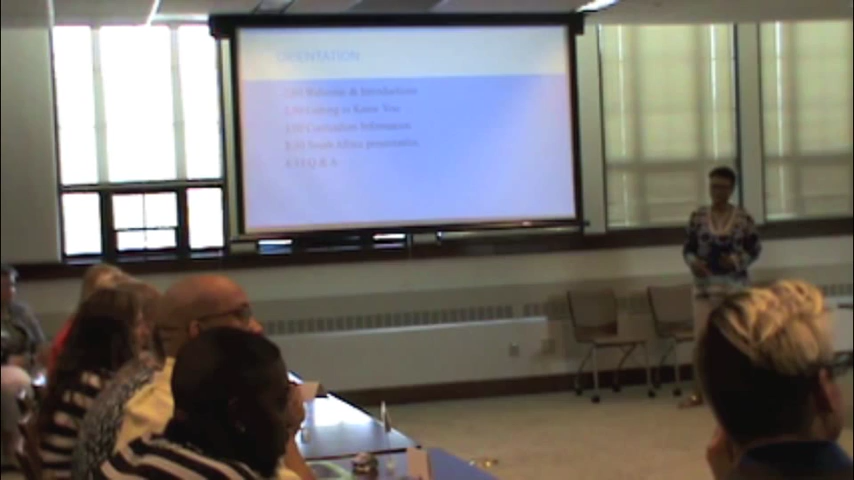 ORIENTATION
Welcome & Introductions
Getting to Know You
Curriculum Information
South Africa presentation
Q & A